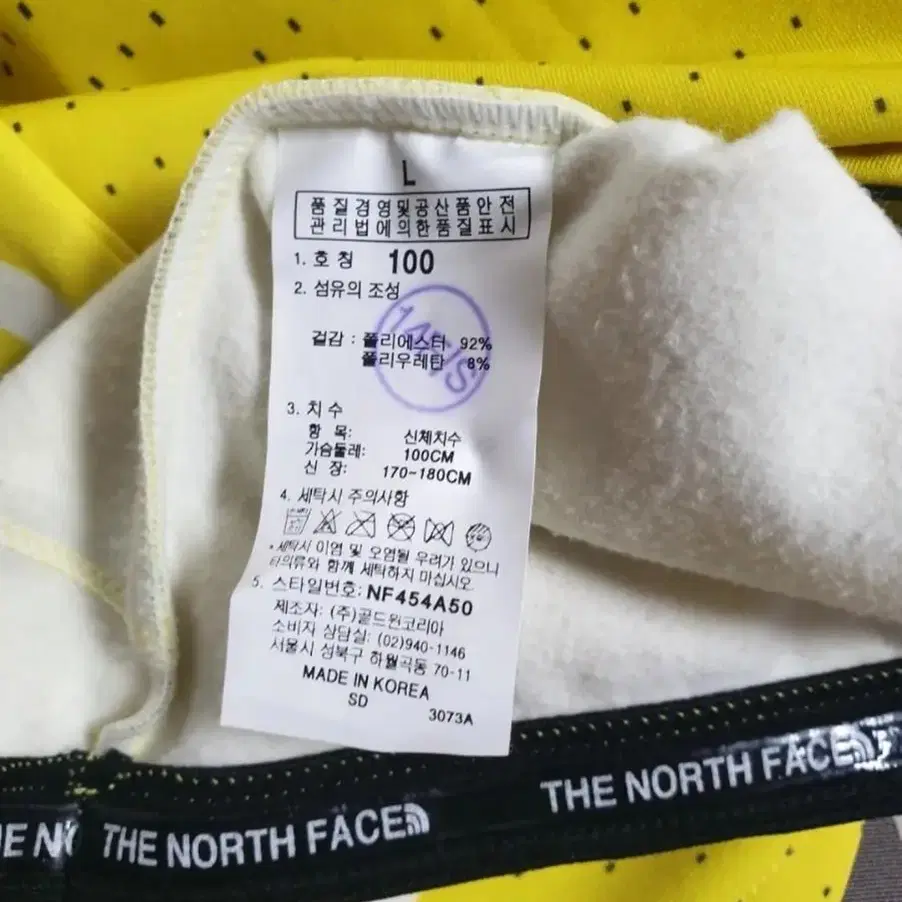 L
품질경영및공산품안전
관리법에의한품질표시
1. 호 칭 100
2. 섬유의 조성
겉감 : 폴리에스터 92%
폴리우레탄 8%
3. 치 수
항 목: 신체치수
가슴둘레: 100CM
신 장: 170~180CM
4. 세탁시 주의사항
*세탁시 이염 및 오염될 우려가 있으니
타의류와 함께 세탁하지 마십시오.
5. 스타일번호: NF454A50
제조자: (주)골드윈코리아
소비자 상담실: (02)940-1146
서울시 성북구 하월곡동 70-11
MADE IN KOREA
SD 3073A
THE NORTH FACE
THE NORTH FACE